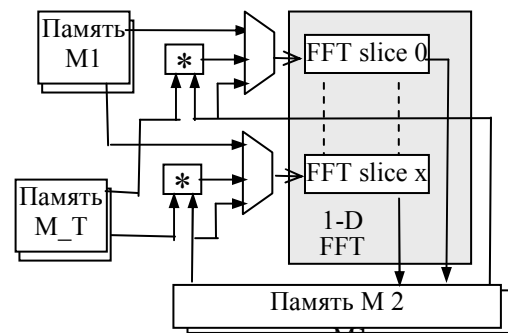 Память
M1
*
FFT slice 0
*
FFT slice x
Память
M_T
1-D
FFT
Память M 2